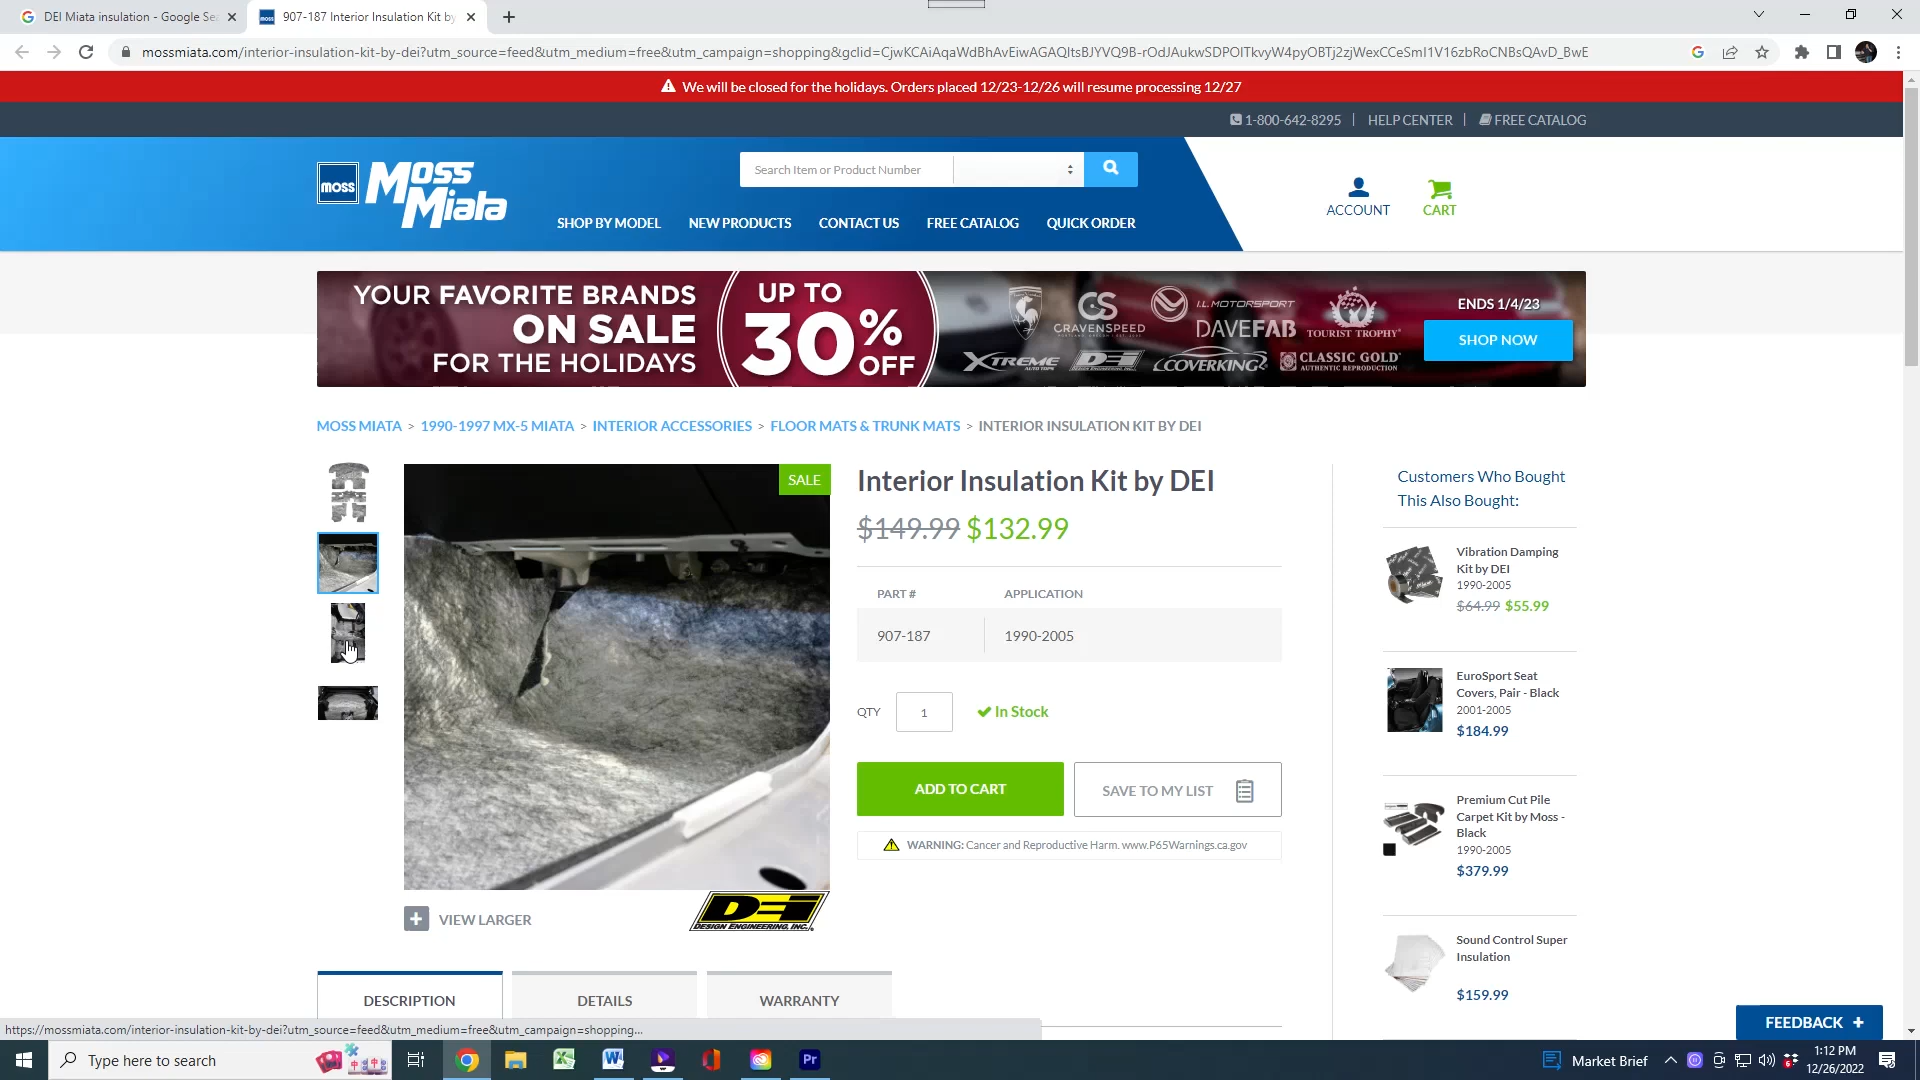 DEI Miata insulation - Google Sea
907-187 Interior Insulation Kit by
mossmiata.com/interior-insulation-kit-by-dei?utm_source=feed&utm_medium=free&utm_campaign=shopping&gclid=CjwKCAiAqaWdBhAvEiwAGAQItsBJYVQ9B-rOdJAukwSDPOlTkvyW4pyOBTj2zjWexCCeSmI1V16zbRoCNBsQAvD_BwE
We will be closed for the holidays. Orders placed 12/23-12/26 will resume processing 12/27
1-800-642-8295 | HELP CENTER | FREE CATALOG
moss Moss Miata
Search Item or Product Number
SHOP BY MODEL NEW PRODUCTS CONTACT US FREE CATALOG QUICK ORDER
ACCOUNT CART
YOUR FAVORITE BRANDS
ON SALE
FOR THE HOLIDAYS
UP TO
30%
OFF
CRAVENSPEED
I.L. MOTORSPORT
DAVEFAB
TOURIST TROPHY
XTREME AUTO TOPS
DEI
COVERKING
CLASSIC GOLD
AUTHENTIC REPRODUCTION
ENDS 1/4/23
SHOP NOW
MOSS MIATA > 1990-1997 MX-5 MIATA > INTERIOR ACCESSORIES > FLOOR MATS & TRUNK MATS > INTERIOR INSULATION KIT BY DEI
SALE
VIEW LARGER
DEI
DESIGN ENGINEERING, INC.
Interior Insulation Kit by DEI
$149.99 $132.99
PART # APPLICATION
907-187 1990-2005
QTY 1 In Stock
ADD TO CART
SAVE TO MY LIST
WARNING: Cancer and Reproductive Harm. www.P65Warnings.ca.gov
Customers Who Bought
This Also Bought:
Vibration Damping
Kit by DEI
1990-2005
$64.99 $55.99
EuroSport Seat
Covers, Pair - Black
2001-2005
$184.99
Premium Cut Pile
Carpet Kit by Moss -
Black
1990-2005
$379.99
Sound Control Super
Insulation
$159.99
DESCRIPTION DETAILS WARRANTY
FEEDBACK +
https://mossmiata.com/interior-insulation-kit-by-dei?utm_source=feed&utm_medium=free&utm_campaign=shopping...
Type here to search
Market Brief
1:12 PM
12/26/2022